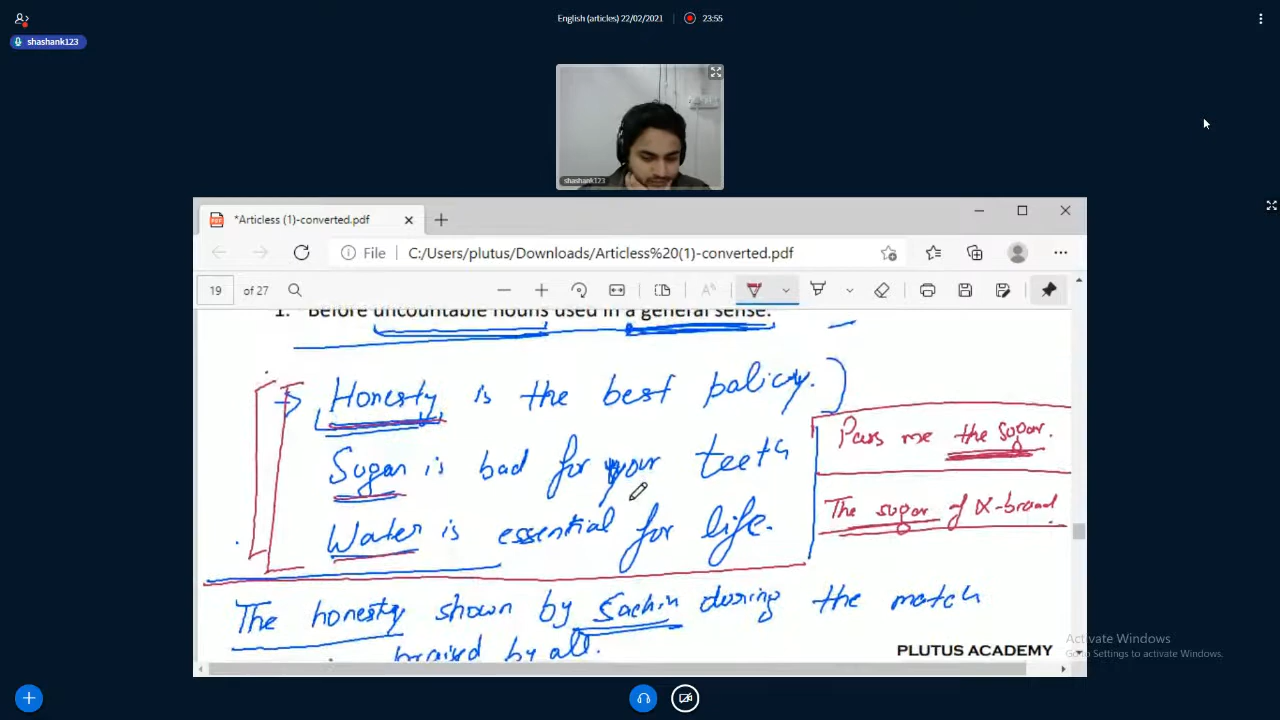 English (articles) 22/02/2021
23:55
shashank123
shashank123
*Articless (1)-converted.pdf
File
C:/Users/plutus/Downloads/Articless%20(1)-converted.pdf
19 of 27
1. Before uncountable nouns used in a general sense.
Honesty is the best policy.
Sugar is bad for your teeth
Water is essential for life.
Pass me the sugar.
The sugar of X-brand
The honesty shown by Sachin during the match
praised by all.
PLUTUS ACADEMY
Activate Windows
Go to Settings to activate Windows.